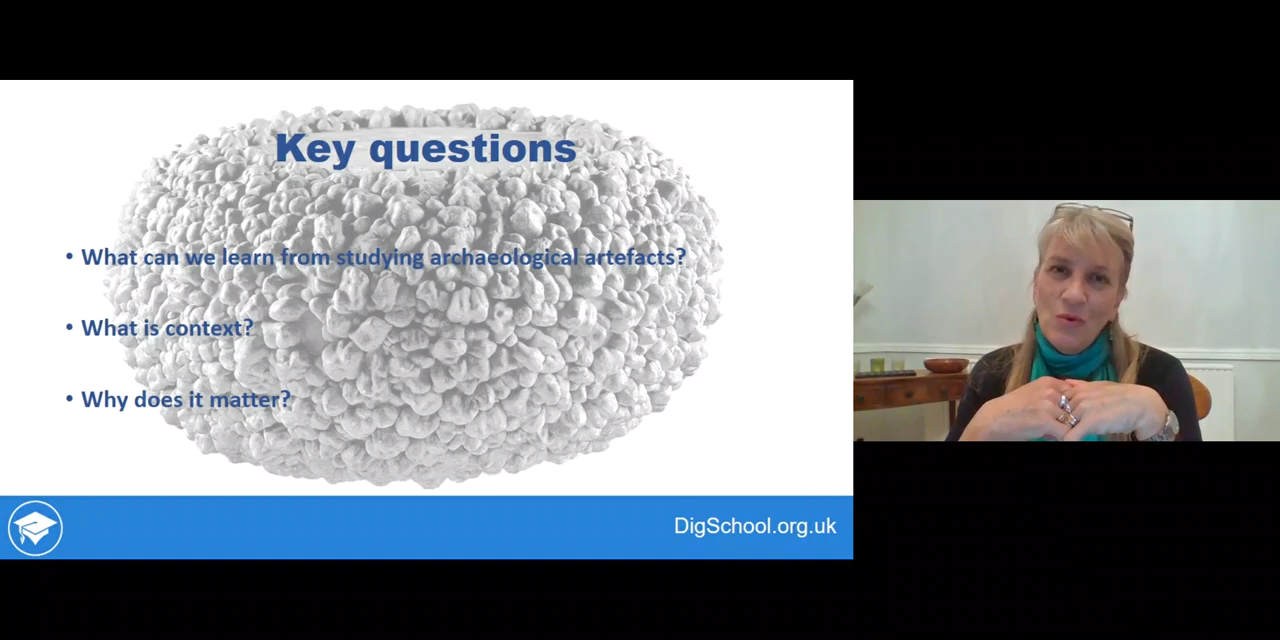 Key questions
• What can we learn from studying archaeological artefacts?
• What is context?
• Why does it matter?
DigSchool.org.uk